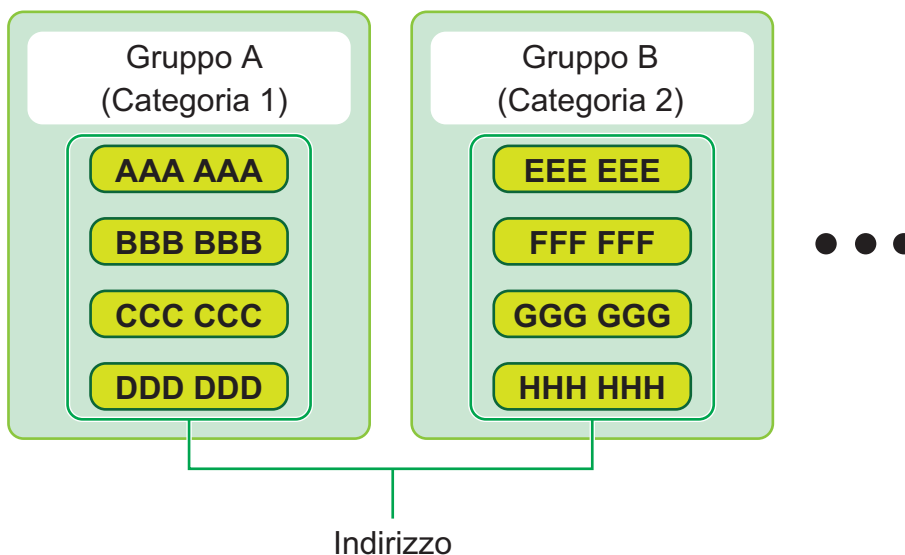 Gruppo A
(Categoria 1)
AAA AAA
BBB BBB
CCC CCC
DDD DDD
Gruppo B
(Categoria 2)
EEE EEE
FFF FFF
GGG GGG
HHH HHH
Indirizzo